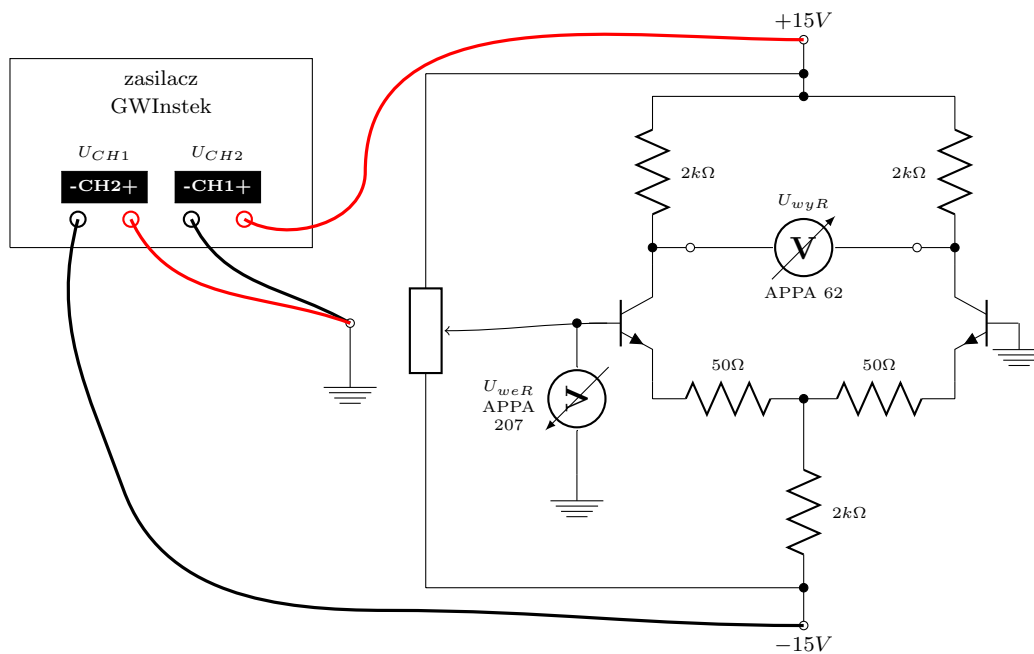 +15V
zasilacz
GWInstek
U_{CH1} U_{CH2}
-CH2+ -CH1+
2kΩ 2kΩ
U_{wyR}
V
APPA 62
50Ω 50Ω
U_{weR}
APPA
207
V
2kΩ
−15V